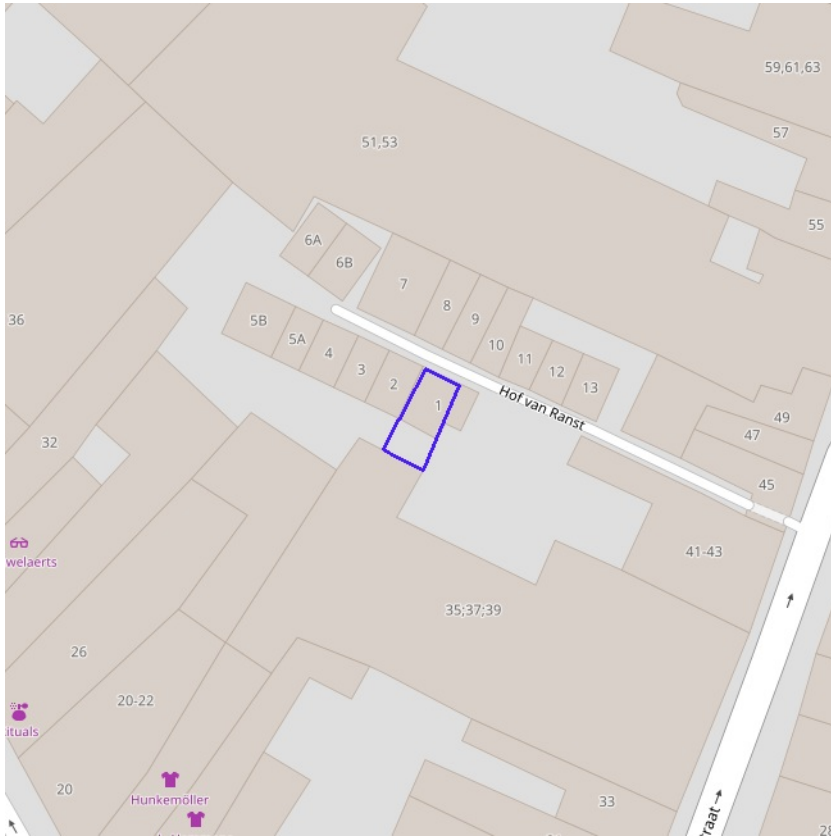 59,61,63
57
51,53
55
6A
6B
7
8
9
10
11
12
13
5B
5A
4
3
2
1
36
Hof van Ranst
49
47
45
32
welaerts
41-43
35;37;39
26
20-22
ituals
20
Hunkemöller
33
raat →